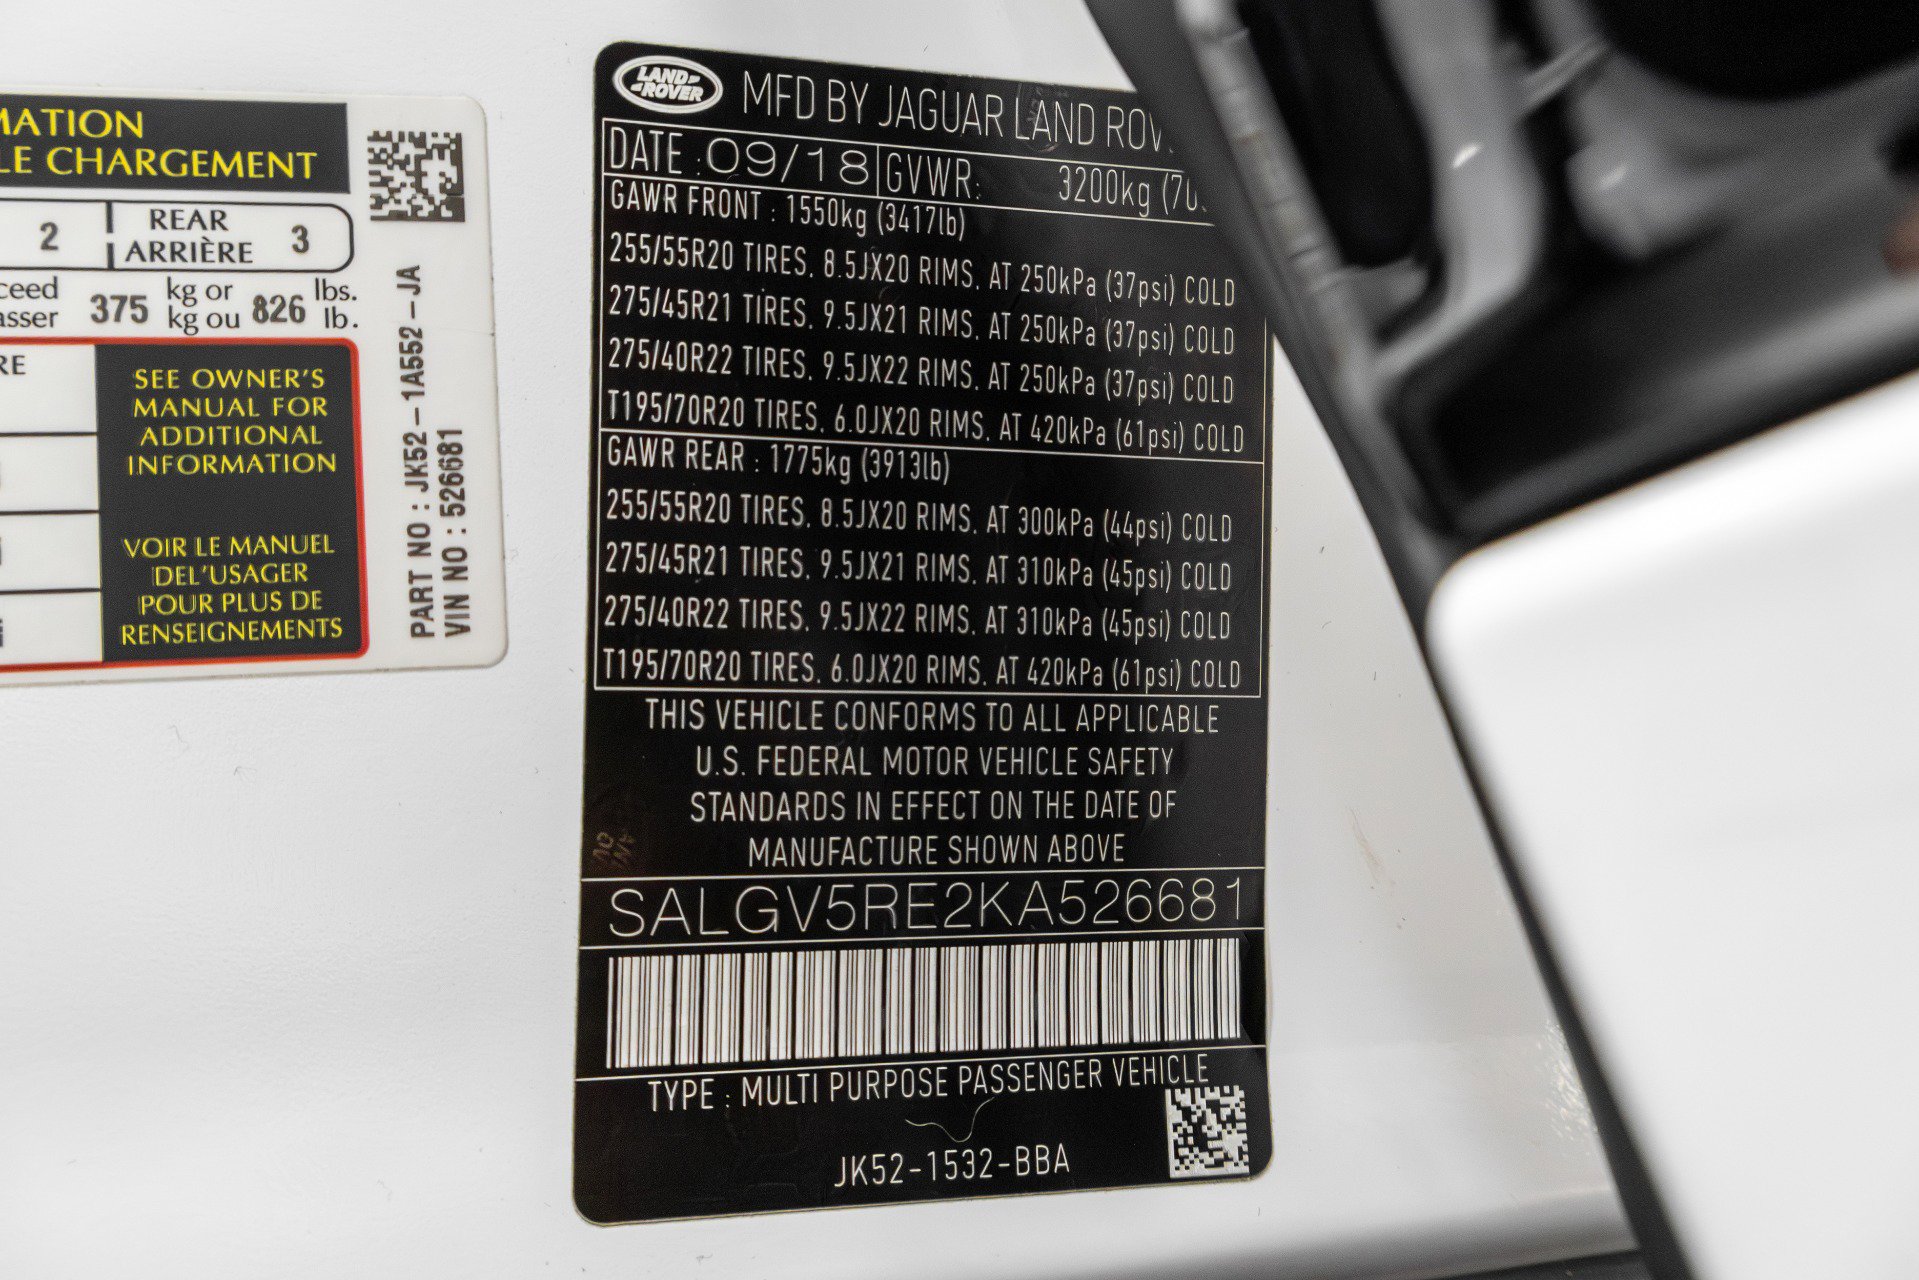 MATION
LE CHARGEMENT
2 REAR
ARRIÈRE 3
kg or lbs.
375 826
kg ou lb.
RE
SEE OWNER'S
MANUAL FOR
ADDITIONAL
INFORMATION
VOIR LE MANUEL
DEL'USAGER
POUR PLUS DE
RENSEIGNEMENTS
PART NO : JK52-1A552-JA
VIN NO : 526681
LAND-
-ROVER
MFD BY JAGUAR LAND ROV
DATE : 09/18 GVWR: 3200kg (70
GAWR FRONT : 1550kg (3417lb)
255/55R20 TIRES. 8.5JX20 RIMS. AT 250kPa (37psi) COLD
275/45R21 TIRES. 9.5JX21 RIMS. AT 250kPa (37psi) COLD
275/40R22 TIRES. 9.5JX22 RIMS. AT 250kPa (37psi) COLD
T195/70R20 TIRES. 6.0JX20 RIMS. AT 420kPa (61psi) COLD
GAWR REAR : 1775kg (3913lb)
255/55R20 TIRES. 8.5JX20 RIMS. AT 300kPa (44psi) COLD
275/45R21 TIRES. 9.5JX21 RIMS. AT 310kPa (45psi) COLD
275/40R22 TIRES. 9.5JX22 RIMS. AT 310kPa (45psi) COLD
T195/70R20 TIRES. 6.0JX20 RIMS. AT 420kPa (61psi) COLD
THIS VEHICLE CONFORMS TO ALL APPLICABLE
U.S. FEDERAL MOTOR VEHICLE SAFETY
STANDARDS IN EFFECT ON THE DATE OF
MANUFACTURE SHOWN ABOVE
SALGV5RE2KA526681
TYPE : MULTI PURPOSE PASSENGER VEHICLE
JK52-1532-BBA